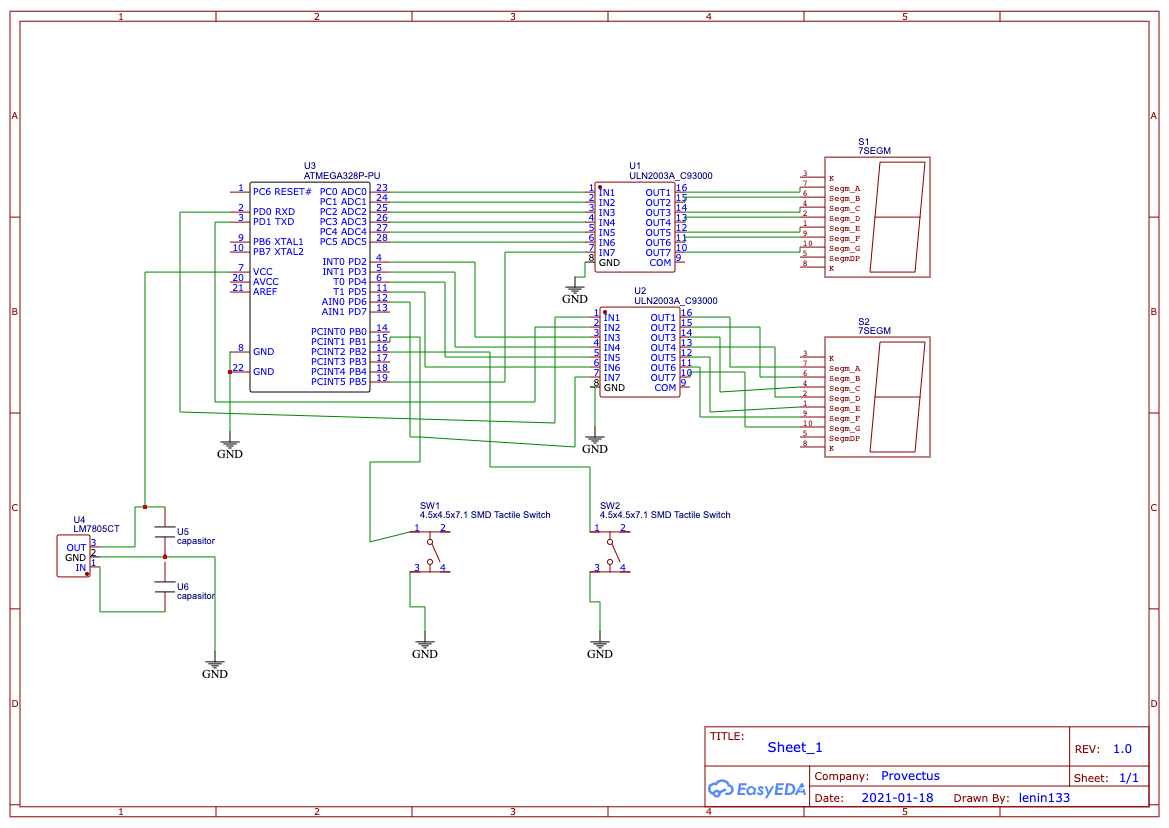 1 2 3 4 5
A A
B B
C C
D D
1 2 3 4 5
U3
ATMEGA328P-PU
1 PC6 RESET#
2 PD0 RXD
3 PD1 TXD
9 PB6 XTAL1
10 PB7 XTAL2
7 VCC
20 AVCC
21 AREF
8 GND
22 GND
PC0 ADC0 23
PC1 ADC1 24
PC2 ADC2 25
PC3 ADC3 26
PC4 ADC4 27
PC5 ADC5 28
INT0 PD2 4
INT1 PD3 5
T0 PD4 6
T1 PD5 11
AIN0 PD6 12
AIN1 PD7 13
PCINT0 PB0 14
PCINT1 PB1 15
PCINT2 PB2 16
PCINT3 PB3 17
PCINT4 PB4 18
PCINT5 PB5 19
GND
U1
ULN2003A_C93000
1 IN1 OUT1 16
2 IN2 OUT2 15
3 IN3 OUT3 14
4 IN4 OUT4 13
5 IN5 OUT5 12
6 IN6 OUT6 11
7 IN7 OUT7 10
8 GND COM 9
GND
U2
ULN2003A_C93000
1 IN1 OUT1 16
2 IN2 OUT2 15
3 IN3 OUT3 14
4 IN4 OUT4 13
5 IN5 OUT5 12
6 IN6 OUT6 11
7 IN7 OUT7 10
8 GND COM 9
GND
S1
7SEGM
3 K
7 Segm_A
6 Segm_B
4 Segm_C
2 Segm_D
1 Segm_E
9 Segm_F
10 Segm_G
5 SegmDP
8 K
S2
7SEGM
3 K
7 Segm_A
6 Segm_B
4 Segm_C
2 Segm_D
1 Segm_E
9 Segm_F
10 Segm_G
5 SegmDP
8 K
U4
LM7805CT
OUT 3
GND 2
IN 1
U5
capasitor
U6
capasitor
GND
SW1
4.5x4.5x7.1 SMD Tactile Switch
1 2
3 4
GND
SW2
4.5x4.5x7.1 SMD Tactile Switch
1 2
3 4
GND
TITLE:
Sheet_1
REV: 1.0
EasyEDA
Company: Provectus
Sheet: 1/1
Date: 2021-01-18 Drawn By: lenin133